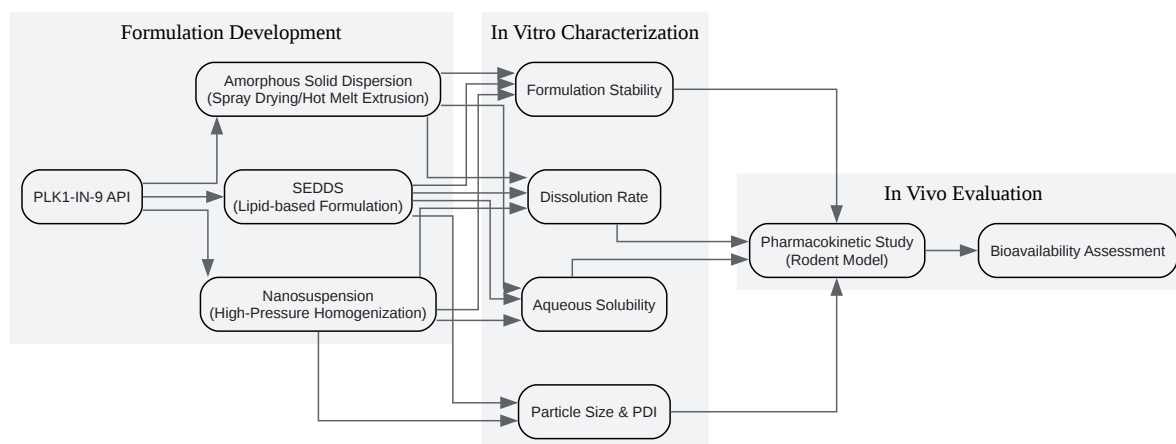 Formulation Development
In Vitro Characterization
Amorphous Solid Dispersion
(Spray Drying/Hot Melt Extrusion)
Formulation Stability
PLK1-IN-9 API
SEDDS
(Lipid-based Formulation)
Dissolution Rate
In Vivo Evaluation
Pharmacokinetic Study
(Rodent Model)
Bioavailability Assessment
Nanosuspension
(High-Pressure Homogenization)
Aqueous Solubility
Particle Size & PDI